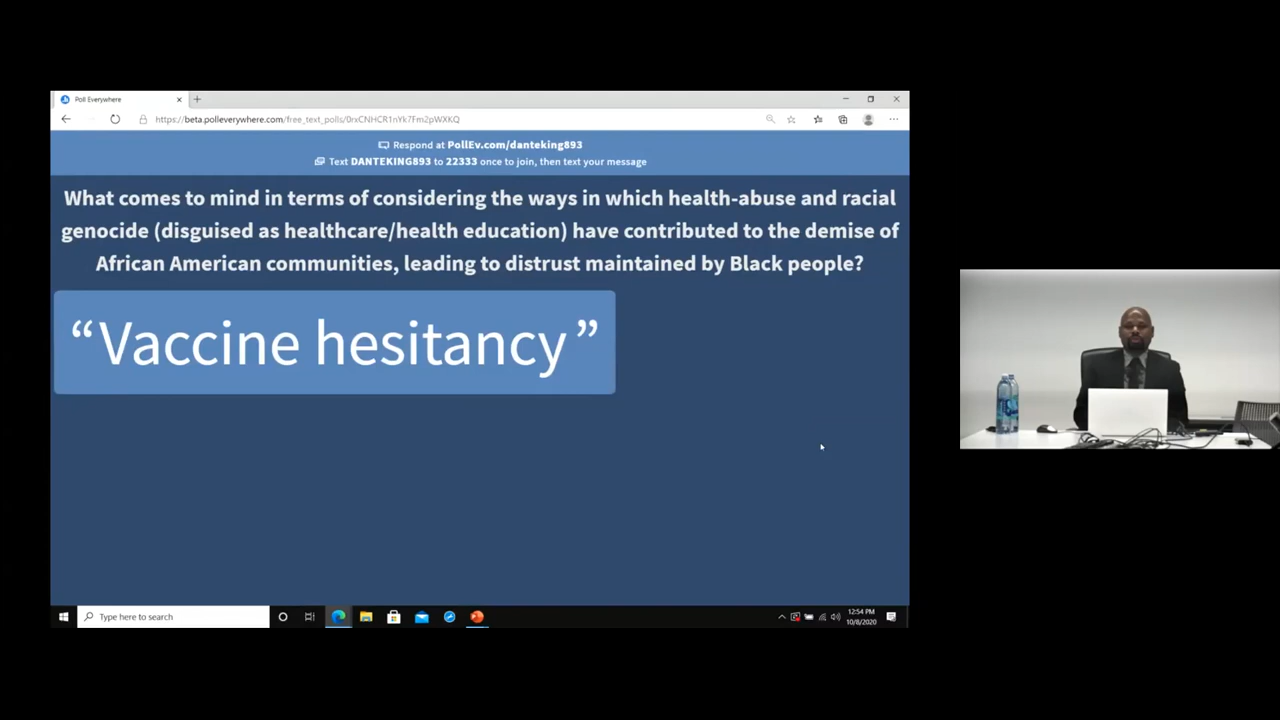 Poll Everywhere
https://beta.polleverywhere.com/free_text_polls/0rxCNHCR1nYk7Fm2pWXKQ
Respond at PollEv.com/danteking893
Text DANTEKING893 to 22333 once to join, then text your message
What comes to mind in terms of considering the ways in which health-abuse and racial
genocide (disguised as healthcare/health education) have contributed to the demise of
African American communities, leading to distrust maintained by Black people?
“Vaccine hesitancy”
Type here to search
12:54 PM
10/8/2020